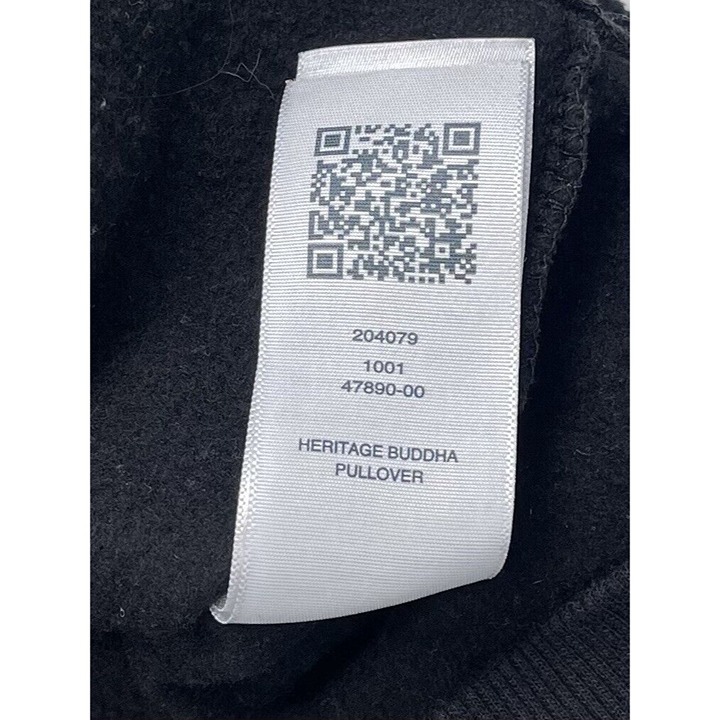 204079
1001
47890-00
HERITAGE BUDDHA
PULLOVER